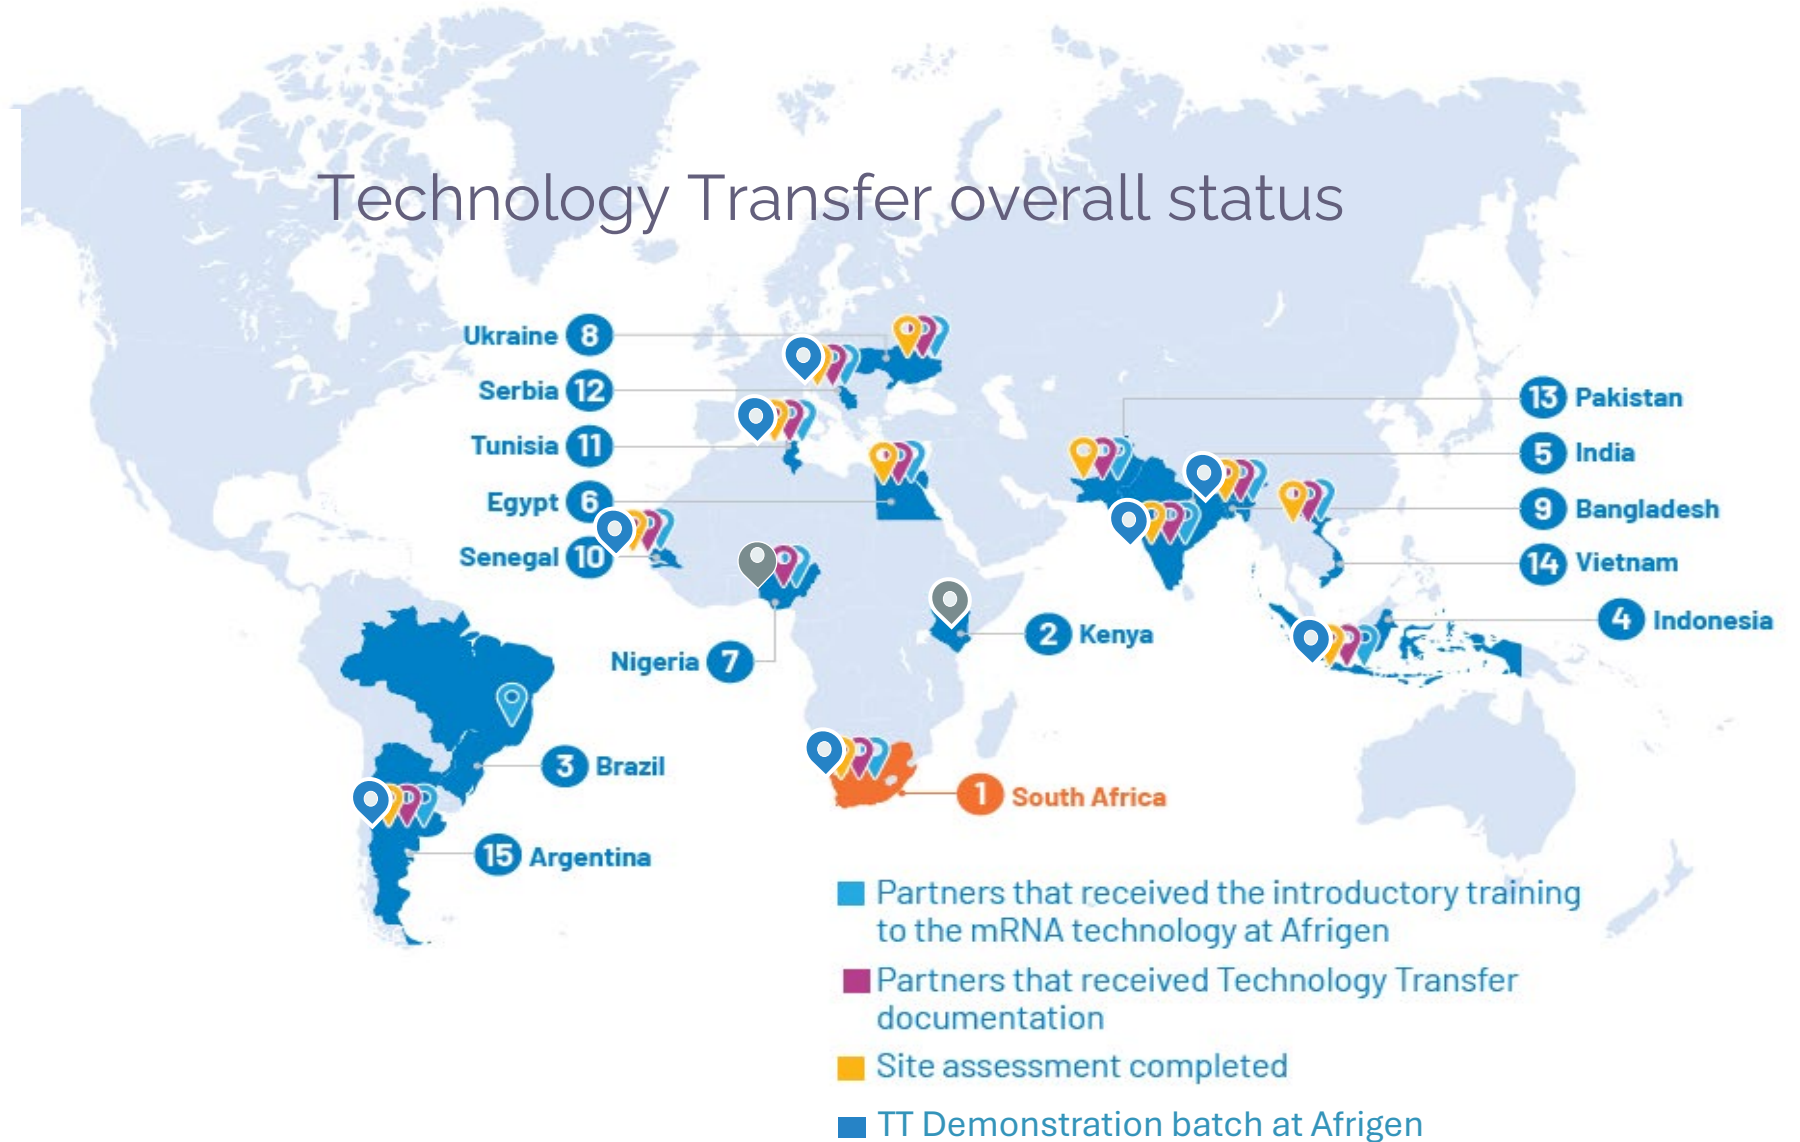 Technology Transfer overall status
Ukraine 8
Serbia 12
Tunisia 11
Egypt 6
Senegal 10
Nigeria 7
2 Kenya
3 Brazil
15 Argentina
1 South Africa
13 Pakistan
5 India
9 Bangladesh
14 Vietnam
4 Indonesia
Partners that received the introductory training
to the mRNA technology at Afrigen
Partners that received Technology Transfer
documentation
Site assessment completed
TT Demonstration batch at Afrigen